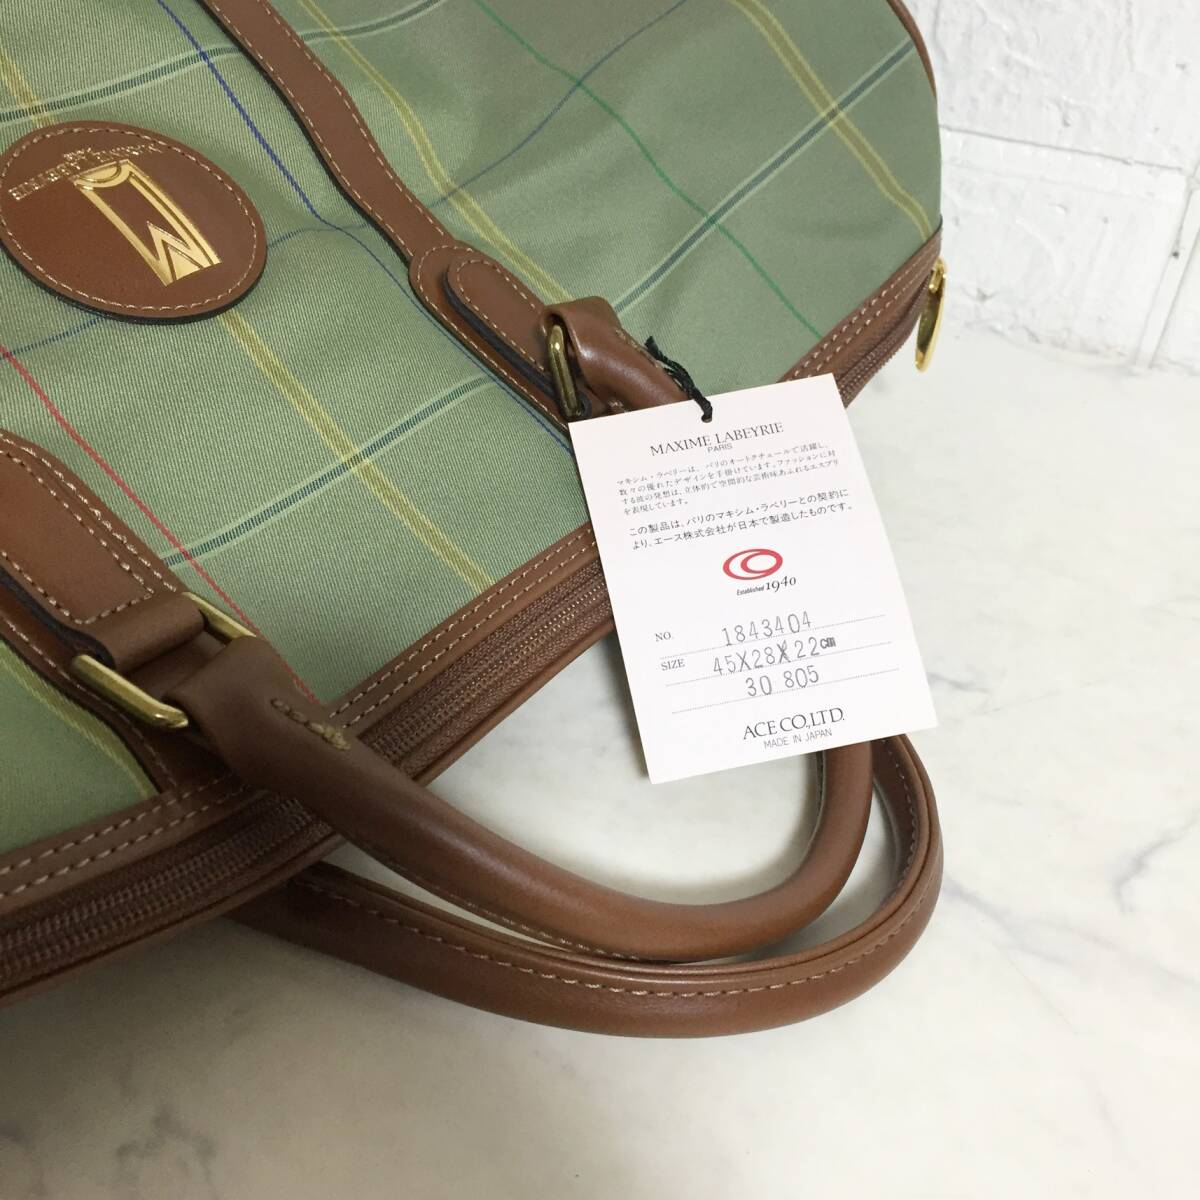 MAXIME LABEYRIE
PARIS
マキシム・ラベリーは、パリのオートクチュールで活躍し、
数々の優れたデザインを手掛けています。ファッションに対
する彼の発想は、立体的で空間的な芸術味あふれるエスプリ
を表現しています。
この製品は、パリのマキシム・ラベリーとの契約に
より、エース株式会社が日本で製造したものです。
Established 1940
NO. 1843404
SIZE 45X28X22cm
30 805
ACE CO.,LTD.
MADE IN JAPAN